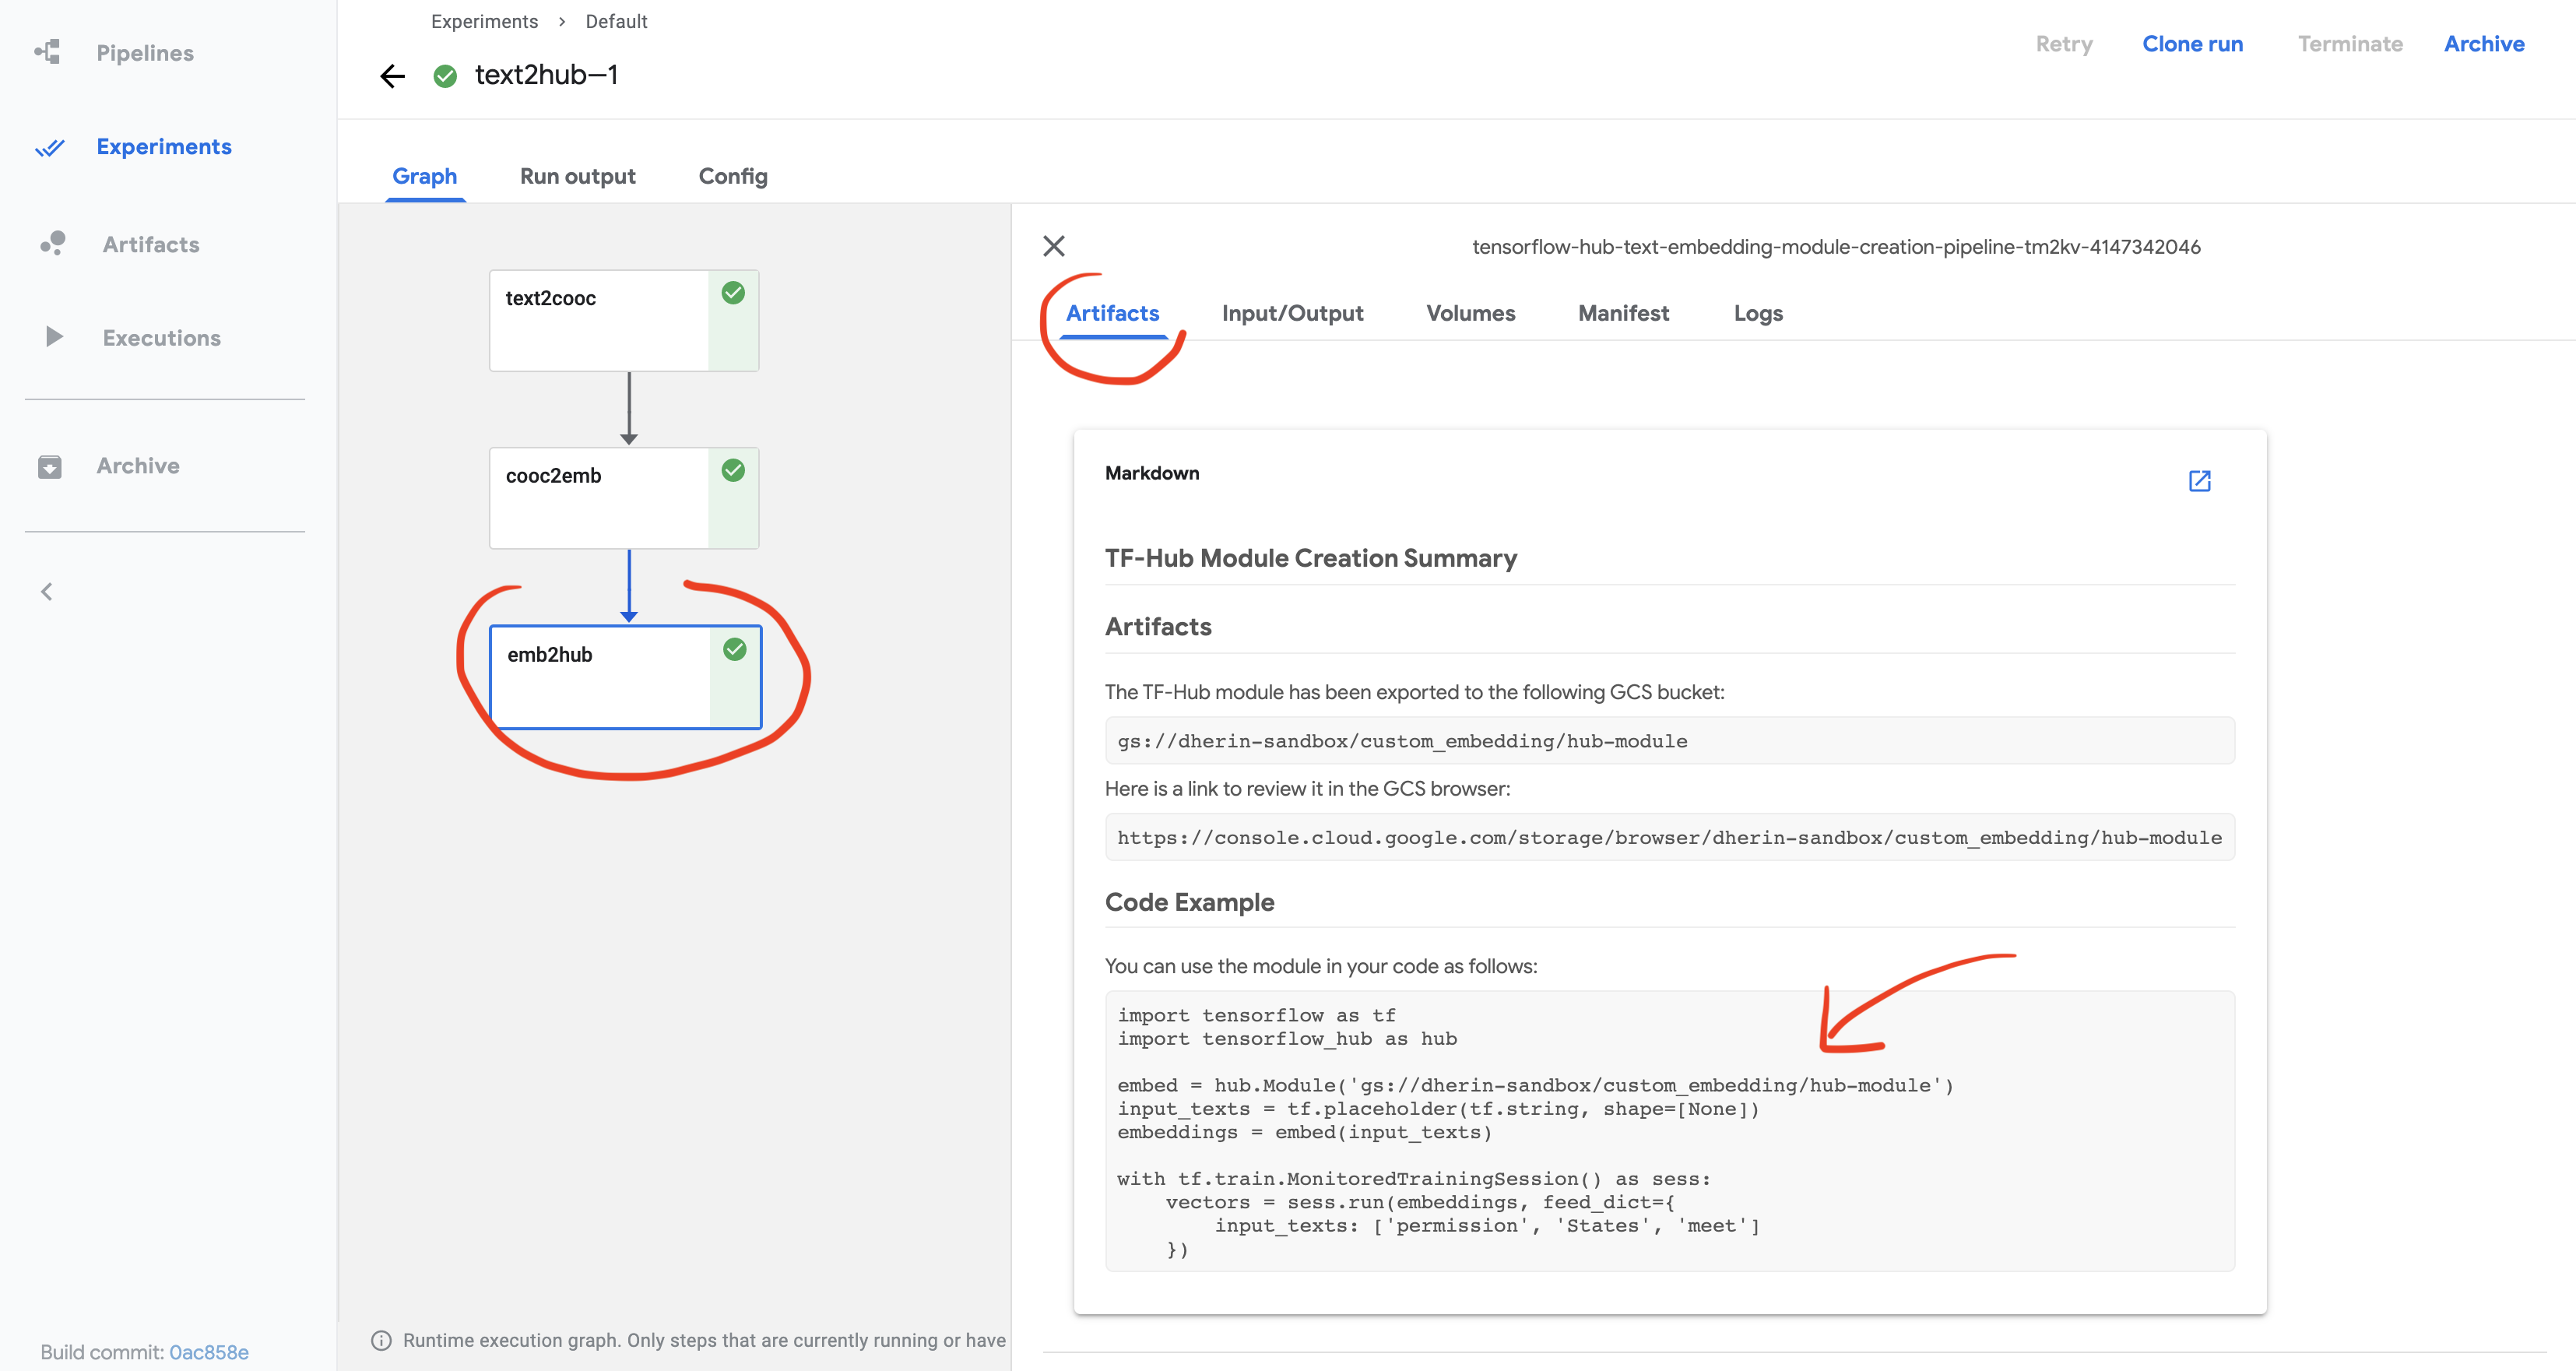 Pipelines
Experiments
Artifacts
Executions
Archive
Build commit: 0ac858e
Experiments > Default
text2hub—1
Retry
Clone run
Terminate
Archive
Graph
Run output
Config
text2cooc
cooc2emb
emb2hub
Runtime execution graph. Only steps that are currently running or have
tensorflow-hub-text-embedding-module-creation-pipeline-tm2kv-4147342046
Artifacts
Input/Output
Volumes
Manifest
Logs
Markdown
TF-Hub Module Creation Summary
Artifacts
The TF-Hub module has been exported to the following GCS bucket:
gs://dherin-sandbox/custom_embedding/hub-module
Here is a link to review it in the GCS browser:
https://console.cloud.google.com/storage/browser/dherin-sandbox/custom_embedding/hub-module
Code Example
You can use the module in your code as follows:
import tensorflow as tf
import tensorflow_hub as hub
embed = hub.Module('gs://dherin-sandbox/custom_embedding/hub-module')
input_texts = tf.placeholder(tf.string, shape=[None])
embeddings = embed(input_texts)
with tf.train.MonitoredTrainingSession() as sess:
    vectors = sess.run(embeddings, feed_dict={
        input_texts: ['permission', 'States', 'meet']
    })